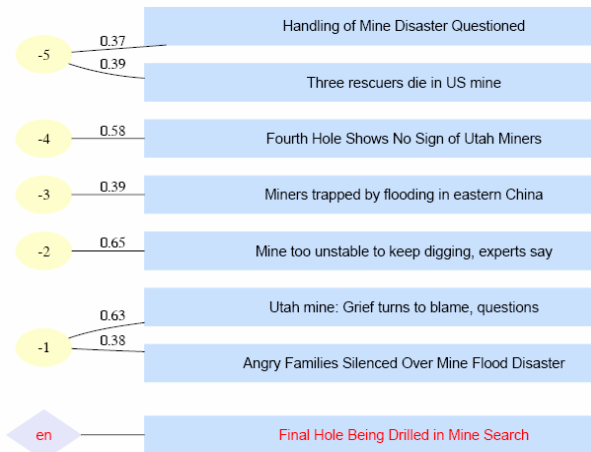 Handling of Mine Disaster Questioned
0.37
-5
0.39
Three rescuers die in US mine
-4
0.58
Fourth Hole Shows No Sign of Utah Miners
-3
0.39
Miners trapped by flooding in eastern China
-2
0.65
Mine too unstable to keep digging, experts say
Utah mine: Grief turns to blame, questions
0.63
-1
0.38
Angry Families Silenced Over Mine Flood Disaster
en
Final Hole Being Drilled in Mine Search